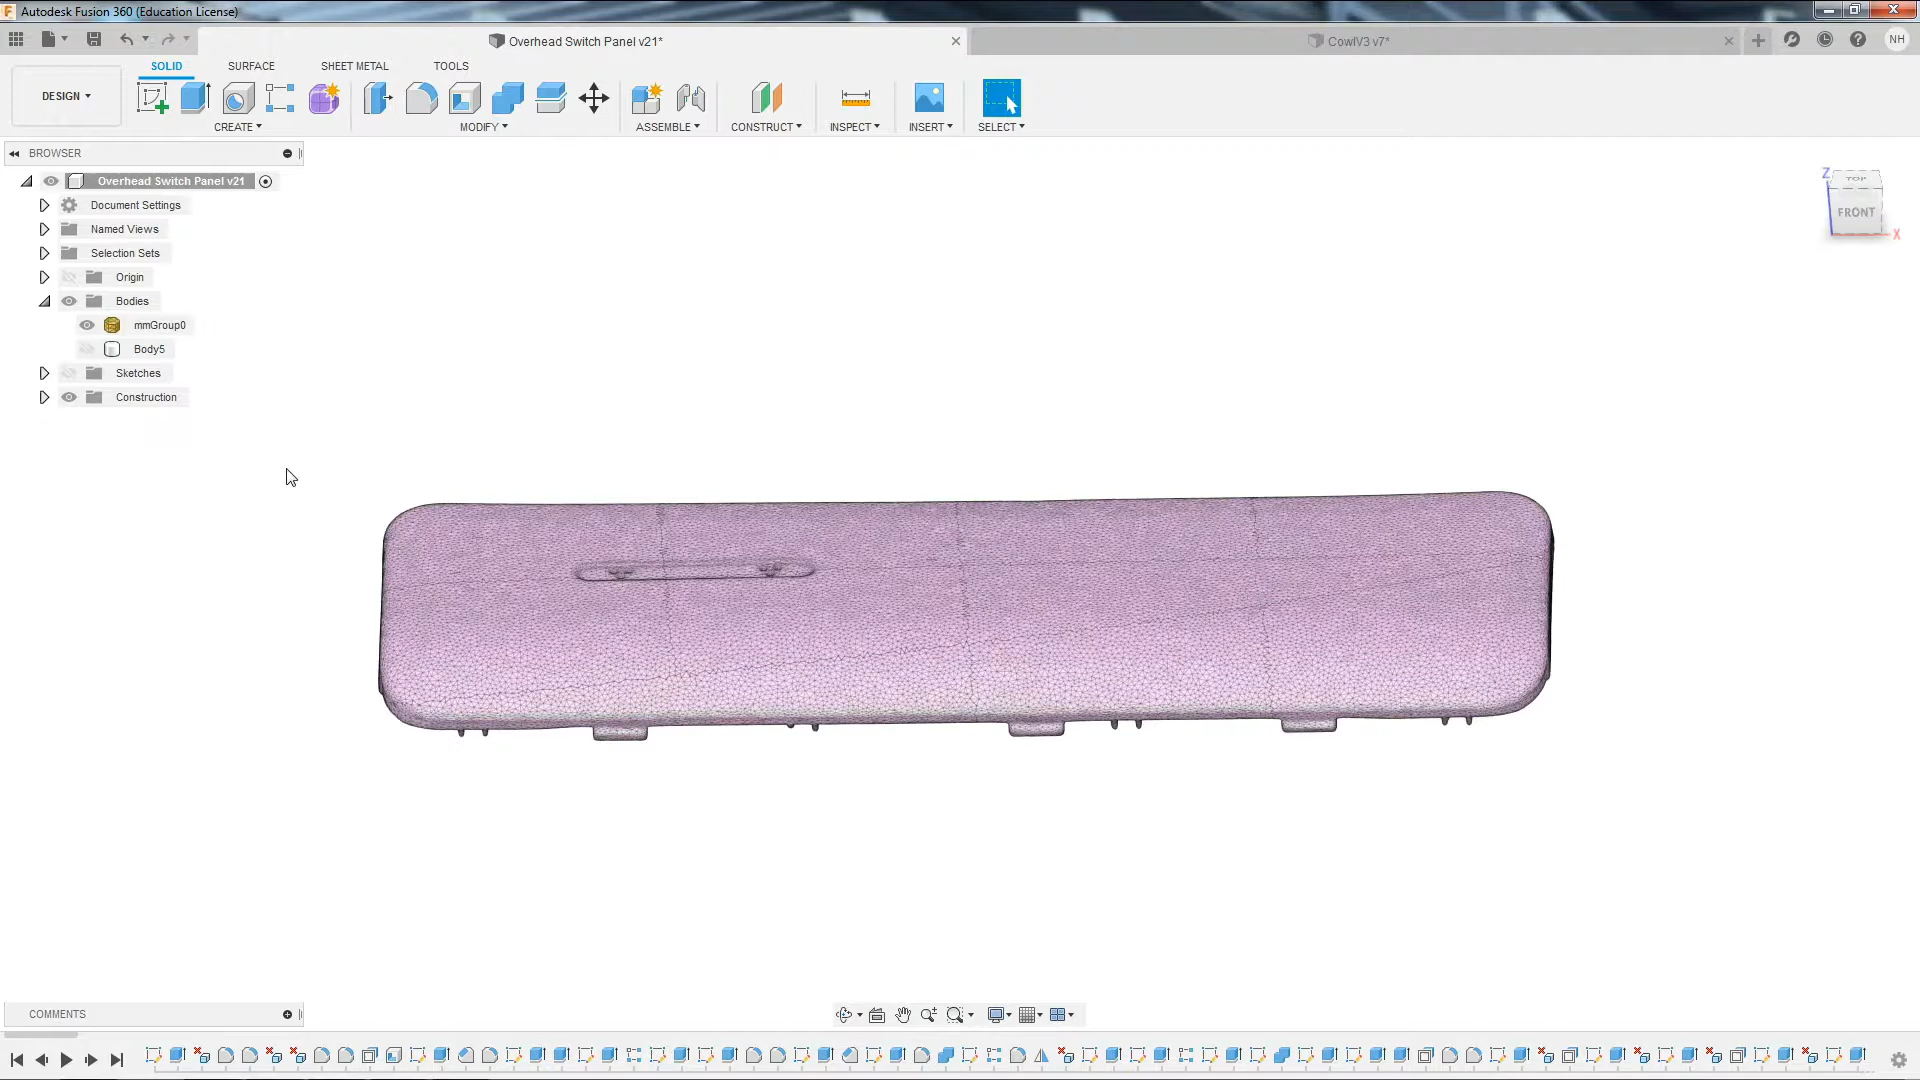 Autodesk Fusion 360 (Education License)
Overhead Switch Panel v21*
CowlV3 v7*
NH
DESIGN
SOLID
SURFACE
SHEET METAL
TOOLS
CREATE
MODIFY
ASSEMBLE
CONSTRUCT
INSPECT
INSERT
SELECT
BROWSER
Overhead Switch Panel v21
Document Settings
Named Views
Selection Sets
Origin
Bodies
mmGroup0
Body5
Sketches
Construction
Z
TOP
FRONT
X
COMMENTS